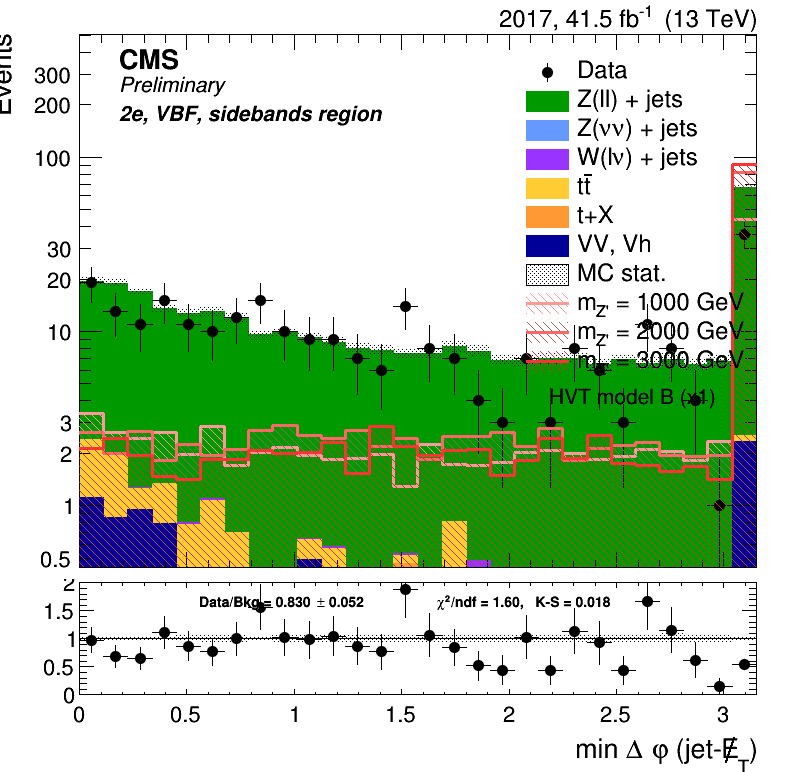 2017, 41.5 fb⁻¹ (13 TeV)
Events
CMS
Preliminary
2e, VBF, sidebands region
Data
Z(ll) + jets
Z(νν) + jets
W(lν) + jets
tt̄
t+X
VV, Vh
MC stat.
m_Z' = 1000 GeV
m_Z' = 2000 GeV
m_Z' = 3000 GeV
HVT model B (x1)
300
200
100
30
20
10
3
2
1
0.5
Data/Bkg = 0.830 ± 0.052
χ²/ndf = 1.60, K-S = 0.018
2
1.5
1
0.5
0
0 0.5 1 1.5 2 2.5 3
min Δ φ (jet-E̸_T)